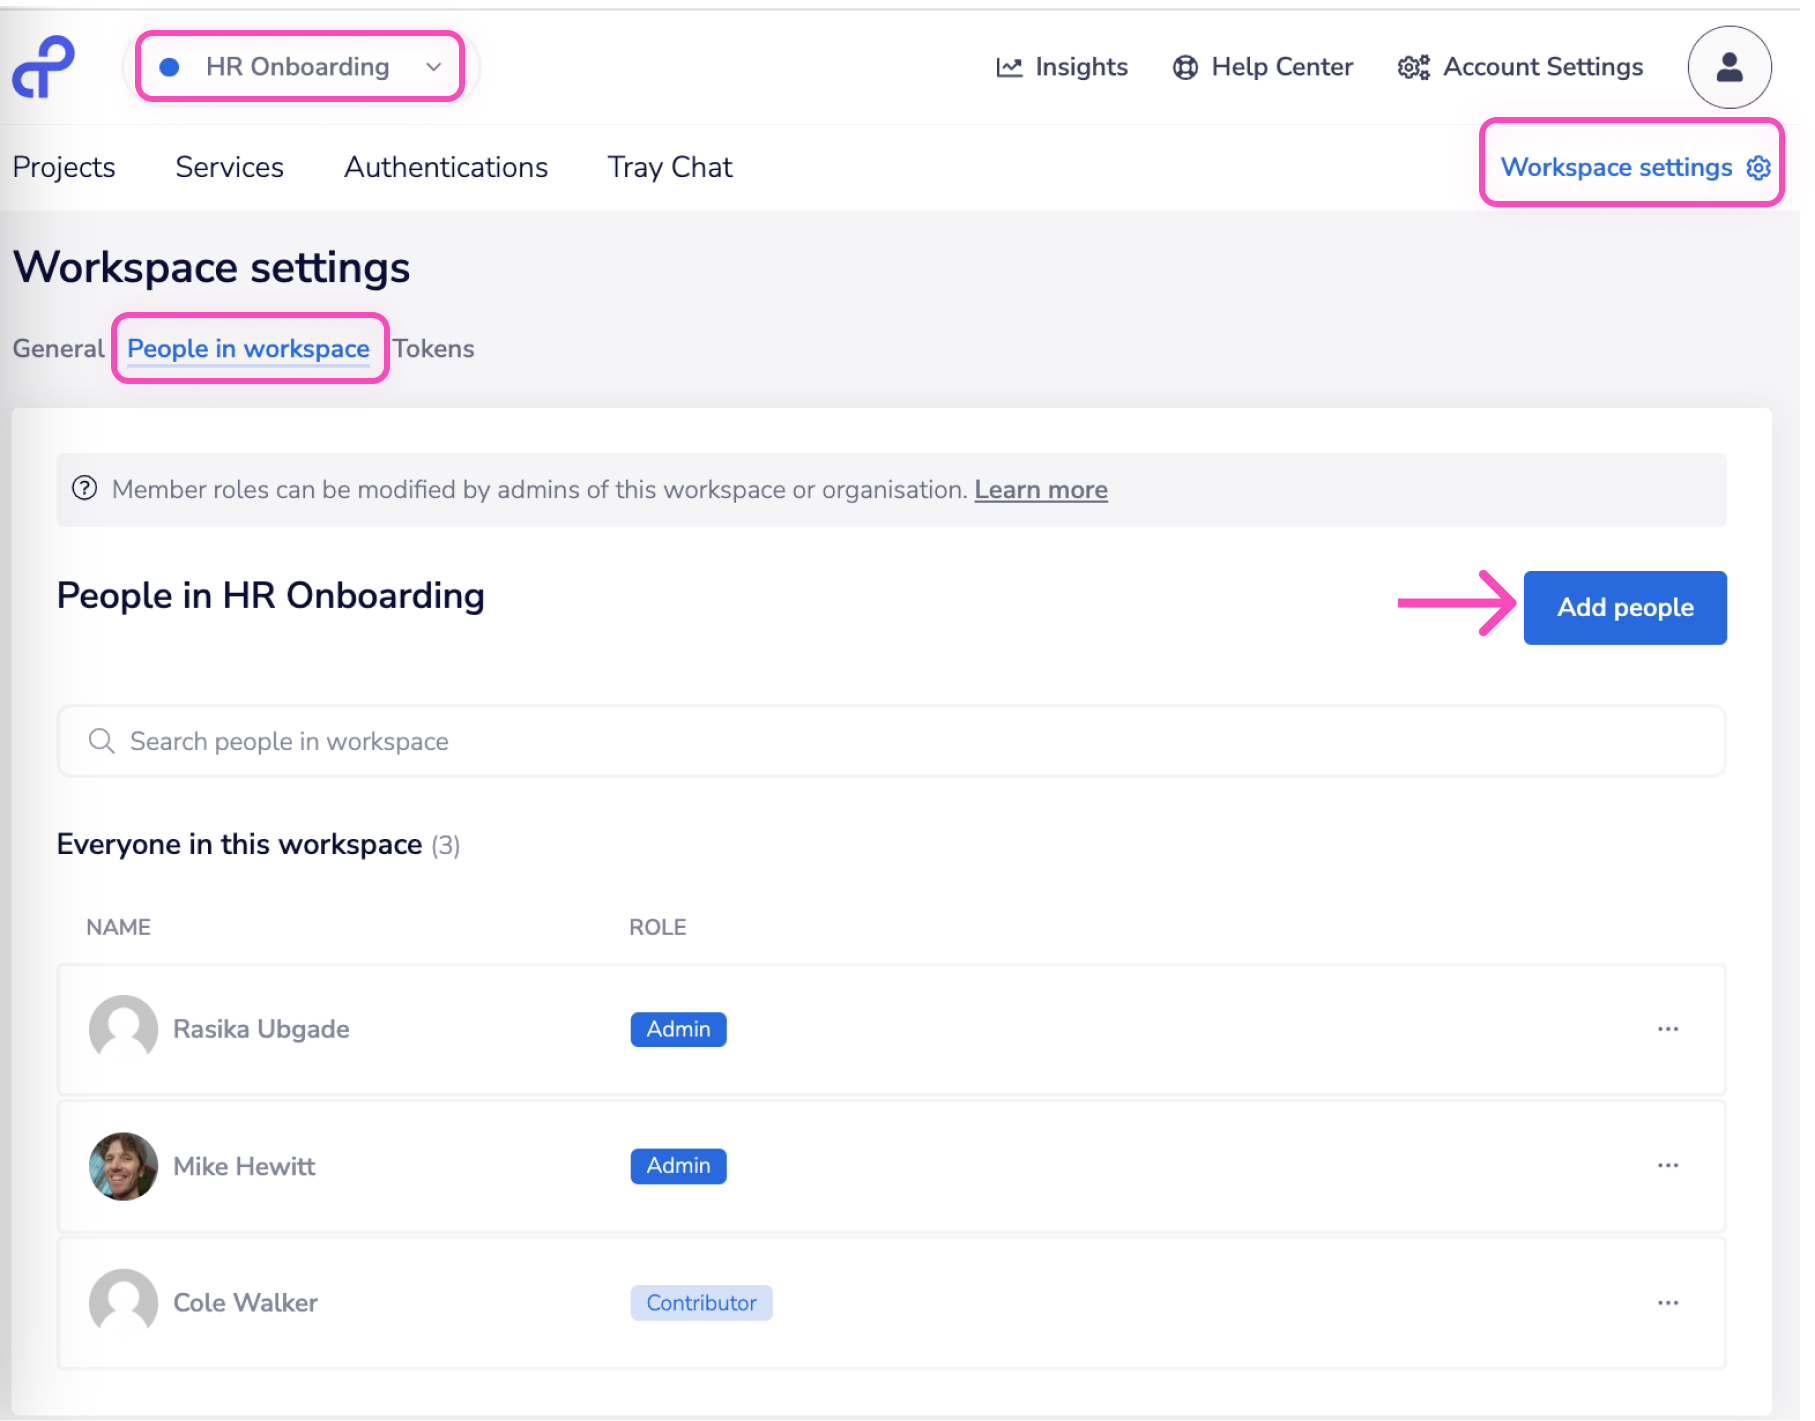 HR Onboarding
Insights
Help Center
Account Settings
Projects
Services
Authentications
Tray Chat
Workspace settings
Workspace settings
General
People in workspace
Tokens
Member roles can be modified by admins of this workspace or organisation. Learn more
People in HR Onboarding
Add people
Search people in workspace
Everyone in this workspace (3)
NAME ROLE
Rasika Ubgade Admin
Mike Hewitt Admin
Cole Walker Contributor